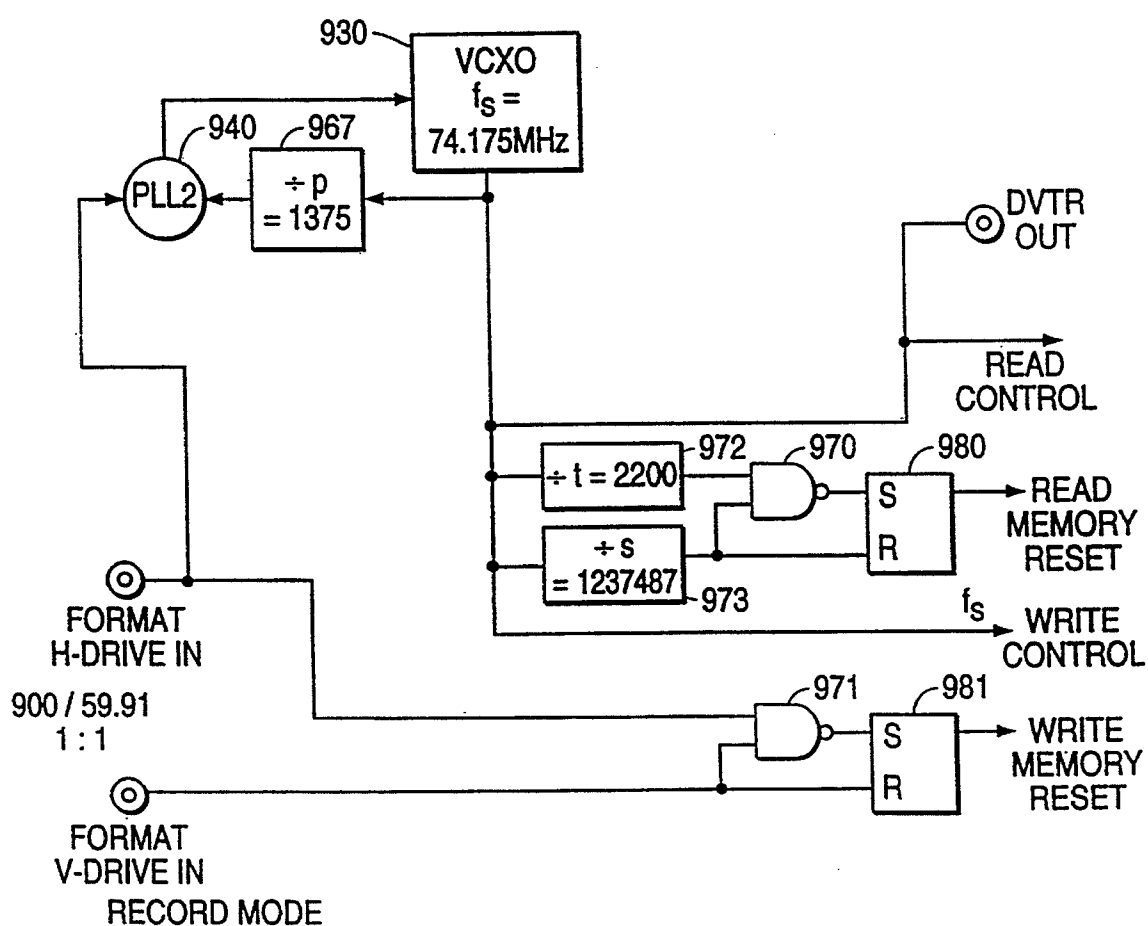 930
VCXO
fS =
74.175MHz
940
967
PLL2
÷ p
= 1375
DVTR
OUT
READ
CONTROL
972
970
980
÷ t = 2200
S
R
READ
MEMORY
RESET
÷ s
= 1237487
973
FORMAT
H-DRIVE IN
fS
WRITE
CONTROL
900 / 59.91
1 : 1
971
981
S
R
WRITE
MEMORY
RESET
FORMAT
V-DRIVE IN
RECORD MODE